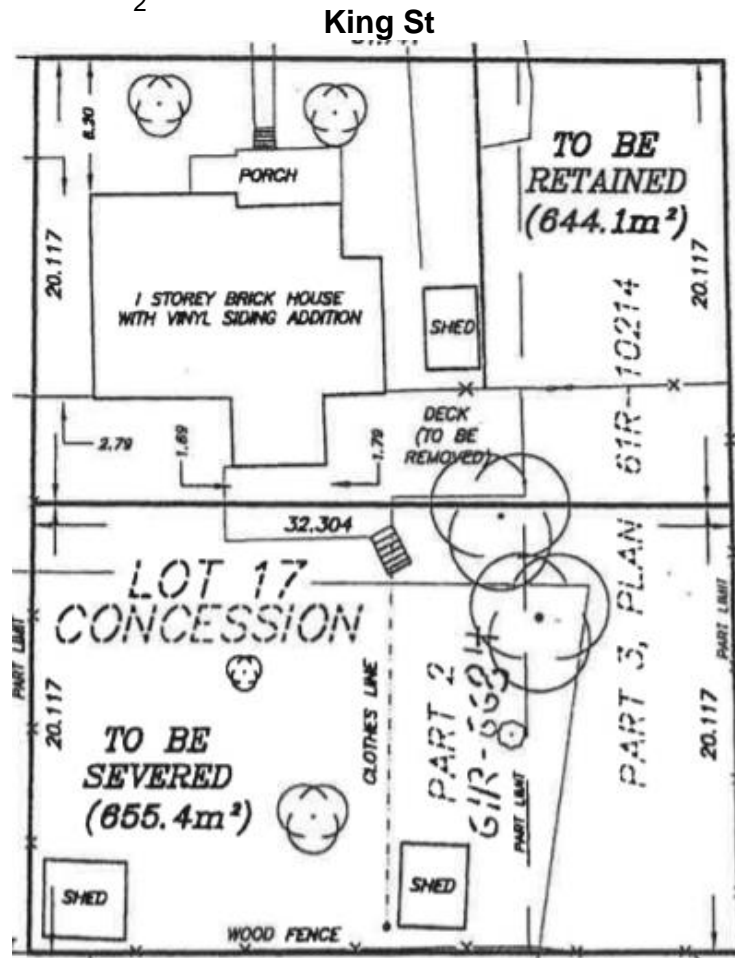 2
King St
6.20
PORCH
TO BE
RETAINED
(644.1m²)
20.117
20.117
1 STOREY BRICK HOUSE
WITH VINYL SIDING ADDITION
SHED
2.79
1.69
1.79
DECK
(TO BE
REMOVED)
32.304
LOT 17
CONCESSION
PART 3, PLAN 61R-10214
PART LIMIT
PART LIMIT
20.117
20.117
CLOTHES LINE
PART 2
PART LIMIT
TO BE
SEVERED
(655.4m²)
SHED
SHED
WOOD FENCE